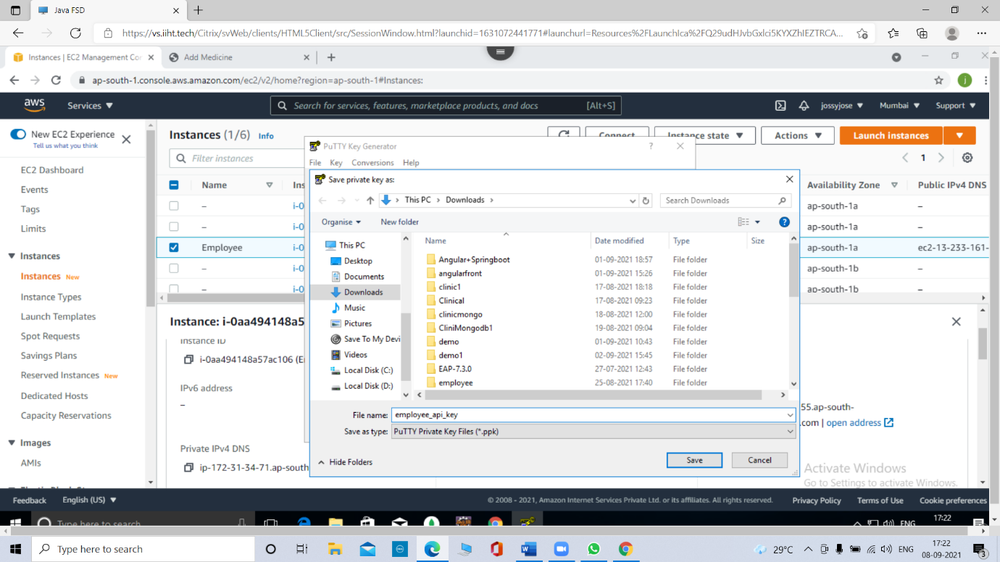 Java FSD
https://vs.iiht.tech/Citrix/svWeb/clients/HTML5Client/src/SessionWindow.html?launchid=1631072441771#launchurl=Resources%2FLaunchIca%2FQ29udHJvbGxlci5KYXZhIEZTRCA...
Instances | EC2 Management Con
Add Medicine
ap-south-1.console.aws.amazon.com/ec2/v2/home?region=ap-south-1#Instances:
j
aws
Services
Search for services, features, marketplace products, and docs
[Alt+S]
jossyjose
Mumbai
Support
New EC2 Experience
Tell us what you think
EC2 Dashboard
Events
Tags
Limits
Instances
Instances New
Instance Types
Launch Templates
Spot Requests
Savings Plans
Reserved Instances New
Dedicated Hosts
Capacity Reservations
Images
AMIs
Instances (1/6) Info
Connect
Instance state
Actions
Launch instances
Filter instances
1
Name
Ins
Availability Zone
Public IPv4 DNS
– i-0 ap-south-1a –
– i-0 ap-south-1a –
Employee i-0 ap-south-1a ec2-13-233-161-
– i-0 ap-south-1b –
– i-0 ap-south-1b –
Instance: i-0aa494148a5
Instance ID
i-0aa494148a57ac106 (E
IPv6 address
–
Private IPv4 DNS
ip-172-31-34-71.ap-south
55.ap-south-
.com | open address
PuTTY Key Generator
?
File Key Conversions Help
Save private key as:
This PC > Downloads >
Search Downloads
Organise
New folder
This PC
Desktop
Documents
Downloads
Music
Pictures
Save To My Devi
Videos
Local Disk (C:)
Local Disk (D:)
Name Date modified Type Size
Angular+Springboot 01-09-2021 18:57 File folder
angularfront 01-09-2021 15:26 File folder
clinic1 17-08-2021 18:18 File folder
Clinical 17-08-2021 09:23 File folder
clinicmongo 18-08-2021 12:00 File folder
CliniMongodb1 19-08-2021 09:04 File folder
demo 01-09-2021 10:43 File folder
demo1 02-09-2021 15:45 File folder
EAP-7.3.0 27-07-2021 12:43 File folder
employee 25-08-2021 17:40 File folder
File name: employee_api_key
Save as type: PuTTY Private Key Files (*.ppk)
Hide Folders
Save
Cancel
Activate Windows
Go to Settings to activate Windows.
Feedback
English (US)
© 2008 - 2021, Amazon Internet Services Private Ltd. or its affiliates. All rights reserved.
Privacy Policy
Terms of Use
Cookie preferences
Type here to search
ENG
17:22
Type here to search
29°C
ENG
17:22
08-09-2021
3